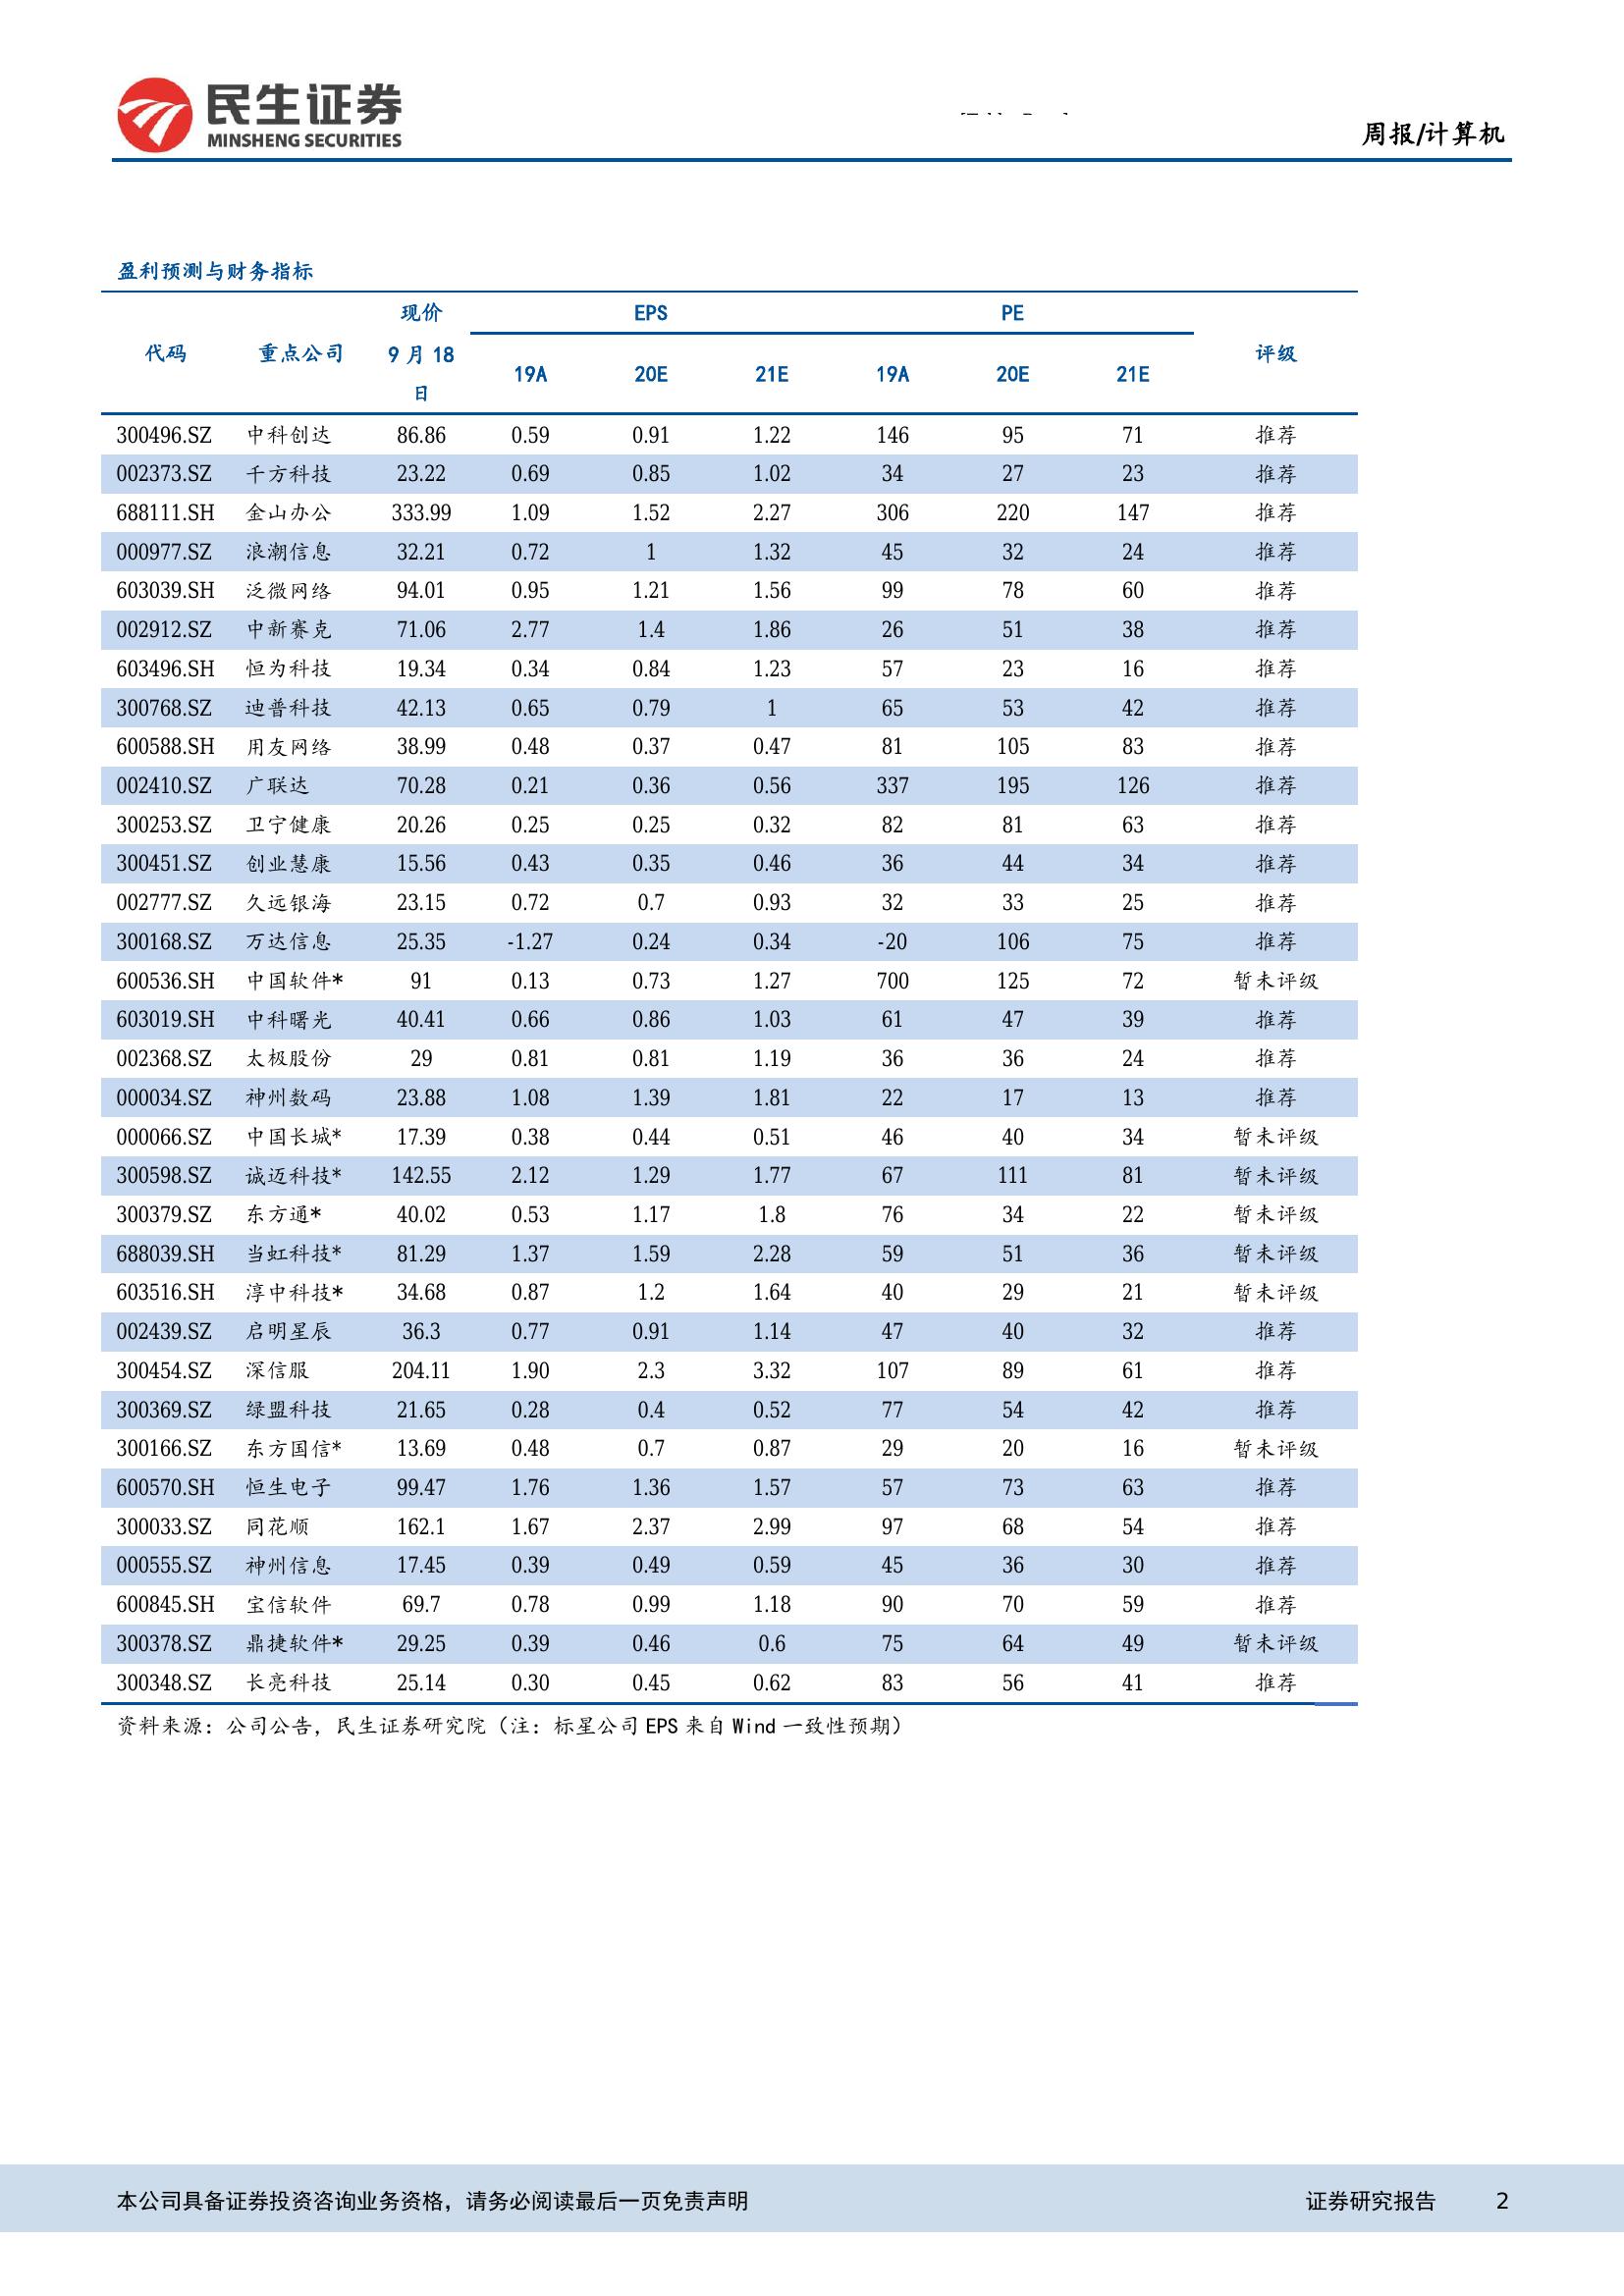 民生证券
MINSHENG SECURITIES
周报/计算机
盈利预测与财务指标
代码 重点公司 现价 EPS PE 评级
9 月 18 日 19A 20E 21E 19A 20E 21E
300496.SZ 中科创达 86.86 0.59 0.91 1.22 146 95 71 推荐
002373.SZ 千方科技 23.22 0.69 0.85 1.02 34 27 23 推荐
688111.SH 金山办公 333.99 1.09 1.52 2.27 306 220 147 推荐
000977.SZ 浪潮信息 32.21 0.72 1 1.32 45 32 24 推荐
603039.SH 泛微网络 94.01 0.95 1.21 1.56 99 78 60 推荐
002912.SZ 中新赛克 71.06 2.77 1.4 1.86 26 51 38 推荐
603496.SH 恒为科技 19.34 0.34 0.84 1.23 57 23 16 推荐
300768.SZ 迪普科技 42.13 0.65 0.79 1 65 53 42 推荐
600588.SH 用友网络 38.99 0.48 0.37 0.47 81 105 83 推荐
002410.SZ 广联达 70.28 0.21 0.36 0.56 337 195 126 推荐
300253.SZ 卫宁健康 20.26 0.25 0.25 0.32 82 81 63 推荐
300451.SZ 创业慧康 15.56 0.43 0.35 0.46 36 44 34 推荐
002777.SZ 久远银海 23.15 0.72 0.7 0.93 32 33 25 推荐
300168.SZ 万达信息 25.35 -1.27 0.24 0.34 -20 106 75 推荐
600536.SH 中国软件* 91 0.13 0.73 1.27 700 125 72 暂未评级
603019.SH 中科曙光 40.41 0.66 0.86 1.03 61 47 39 推荐
002368.SZ 太极股份 29 0.81 0.81 1.19 36 36 24 推荐
000034.SZ 神州数码 23.88 1.08 1.39 1.81 22 17 13 推荐
000066.SZ 中国长城* 17.39 0.38 0.44 0.51 46 40 34 暂未评级
300598.SZ 诚迈科技* 142.55 2.12 1.29 1.77 67 111 81 暂未评级
300379.SZ 东方通* 40.02 0.53 1.17 1.8 76 34 22 暂未评级
688039.SH 当虹科技* 81.29 1.37 1.59 2.28 59 51 36 暂未评级
603516.SH 淳中科技* 34.68 0.87 1.2 1.64 40 29 21 暂未评级
002439.SZ 启明星辰 36.3 0.77 0.91 1.14 47 40 32 推荐
300454.SZ 深信服 204.11 1.90 2.3 3.32 107 89 61 推荐
300369.SZ 绿盟科技 21.65 0.28 0.4 0.52 77 54 42 推荐
300166.SZ 东方国信* 13.69 0.48 0.7 0.87 29 20 16 暂未评级
600570.SH 恒生电子 99.47 1.76 1.36 1.57 57 73 63 推荐
300033.SZ 同花顺 162.1 1.67 2.37 2.99 97 68 54 推荐
000555.SZ 神州信息 17.45 0.39 0.49 0.59 45 36 30 推荐
600845.SH 宝信软件 69.7 0.78 0.99 1.18 90 70 59 推荐
300378.SZ 鼎捷软件* 29.25 0.39 0.46 0.6 75 64 49 暂未评级
300348.SZ 长亮科技 25.14 0.30 0.45 0.62 83 56 41 推荐
资料来源：公司公告，民生证券研究院（注：标星公司 EPS 来自 Wind 一致性预期）
本公司具备证券投资咨询业务资格，请务必阅读最后一页免责声明 证券研究报告 2